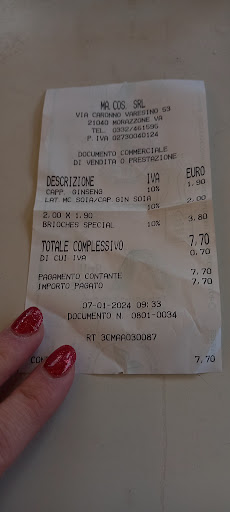 MA.COS. SRL
VIA CARONNO VARESINO 53
21040 MORAZZONE VA
TEL. 0332/461595
P.IVA 02730040124
DOCUMENTO COMMERCIALE
DI VENDITA O PRESTAZIONE
DESCRIZIONE IVA EURO
CAPP. GINSENG 10% 1.90
LAT.MC SOIA/CAP GIN SOIA 10% 2.00
2.00 X 1.90
BRIOCHES SPECIAL 10% 3.80
TOTALE COMPLESSIVO 7,70
DI CUI IVA 0,70
PAGAMENTO CONTANTE 7,70
IMPORTO PAGATO 7,70
07-01-2024 09:33
DOCUMENTO N. 0801-0034
RT 3CMAA030087
7,70